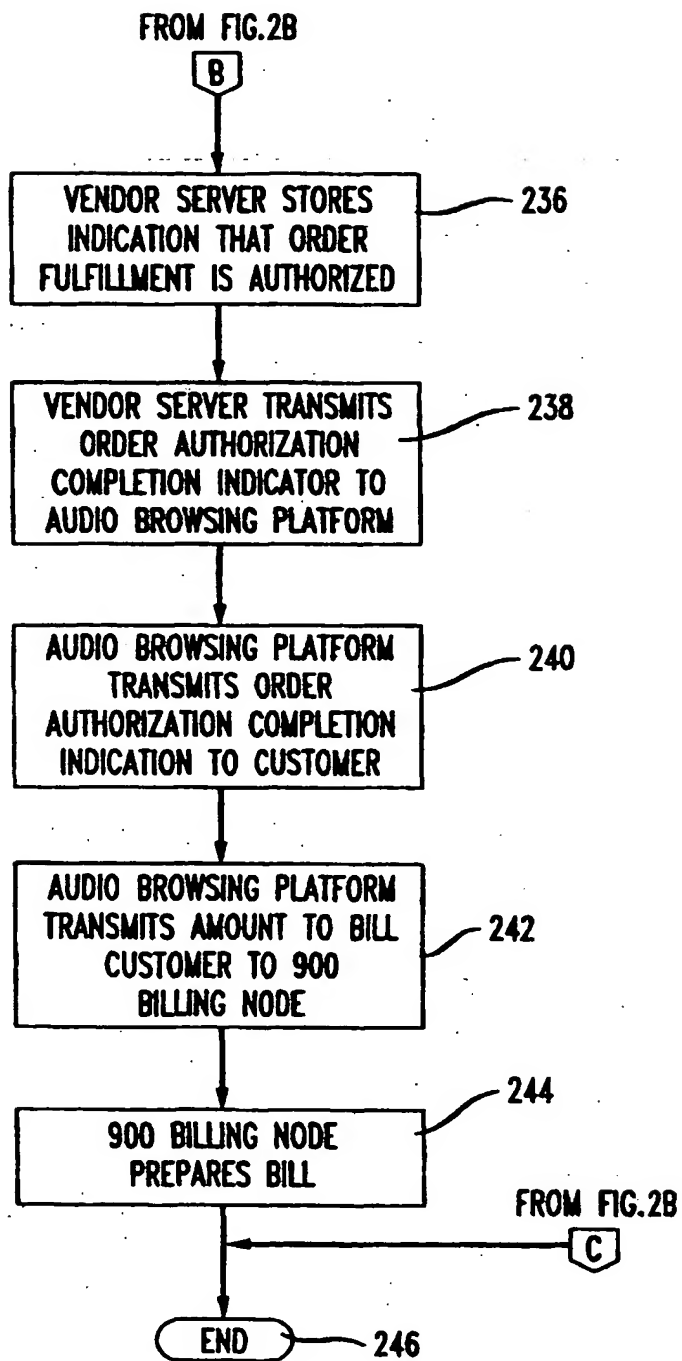 FROM FIG.2B
B
VENDOR SERVER STORES
INDICATION THAT ORDER
FULFILLMENT IS AUTHORIZED
236
VENDOR SERVER TRANSMITS
ORDER AUTHORIZATION
COMPLETION INDICATOR TO
AUDIO BROWSING PLATFORM
238
AUDIO BROWSING PLATFORM
TRANSMITS ORDER
AUTHORIZATION COMPLETION
INDICATION TO CUSTOMER
240
AUDIO BROWSING PLATFORM
TRANSMITS AMOUNT TO BILL
CUSTOMER TO 900
BILLING NODE
242
900 BILLING NODE
PREPARES BILL
244
FROM FIG.2B
C
END
246